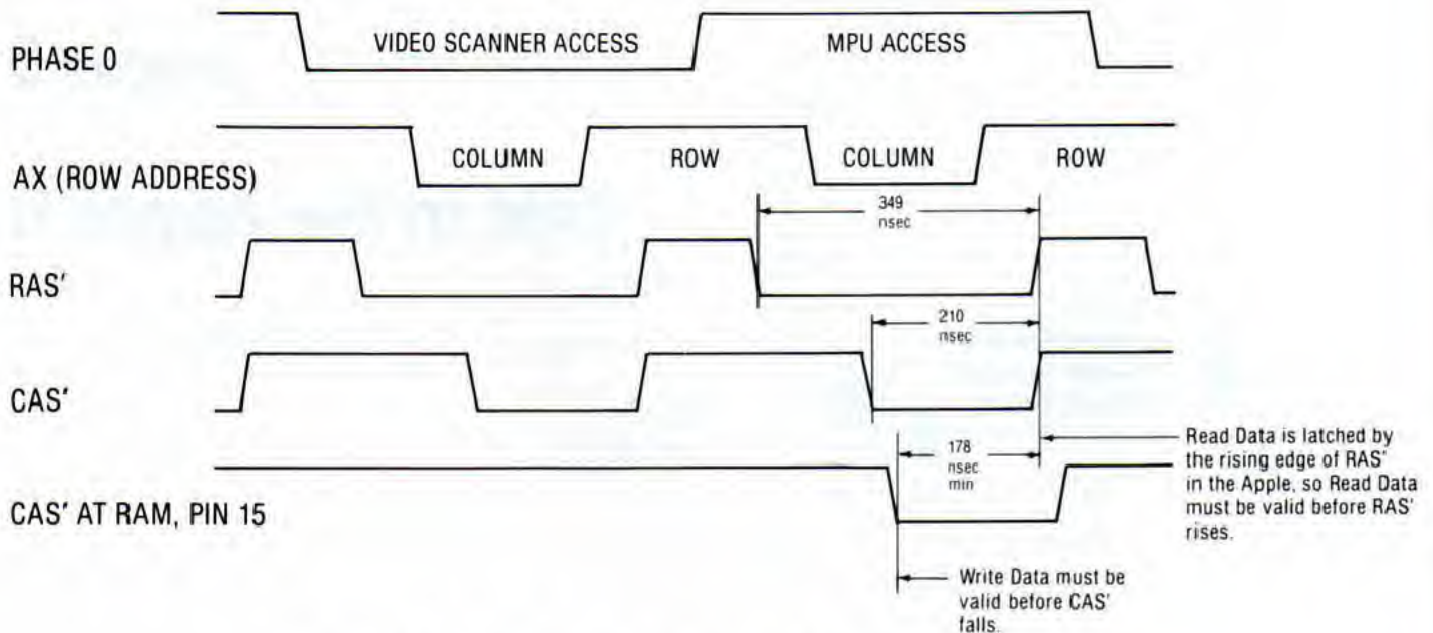 PHASE 0
VIDEO SCANNER ACCESS
MPU ACCESS
AX (ROW ADDRESS)
COLUMN
ROW
COLUMN
ROW
349
nsec
RAS'
210
nsec
CAS'
178
nsec
min
CAS' AT RAM, PIN 15
Read Data is latched by
the rising edge of RAS'
in the Apple, so Read Data
must be valid before RAS'
rises.
Write Data must be
valid before CAS'
falls.